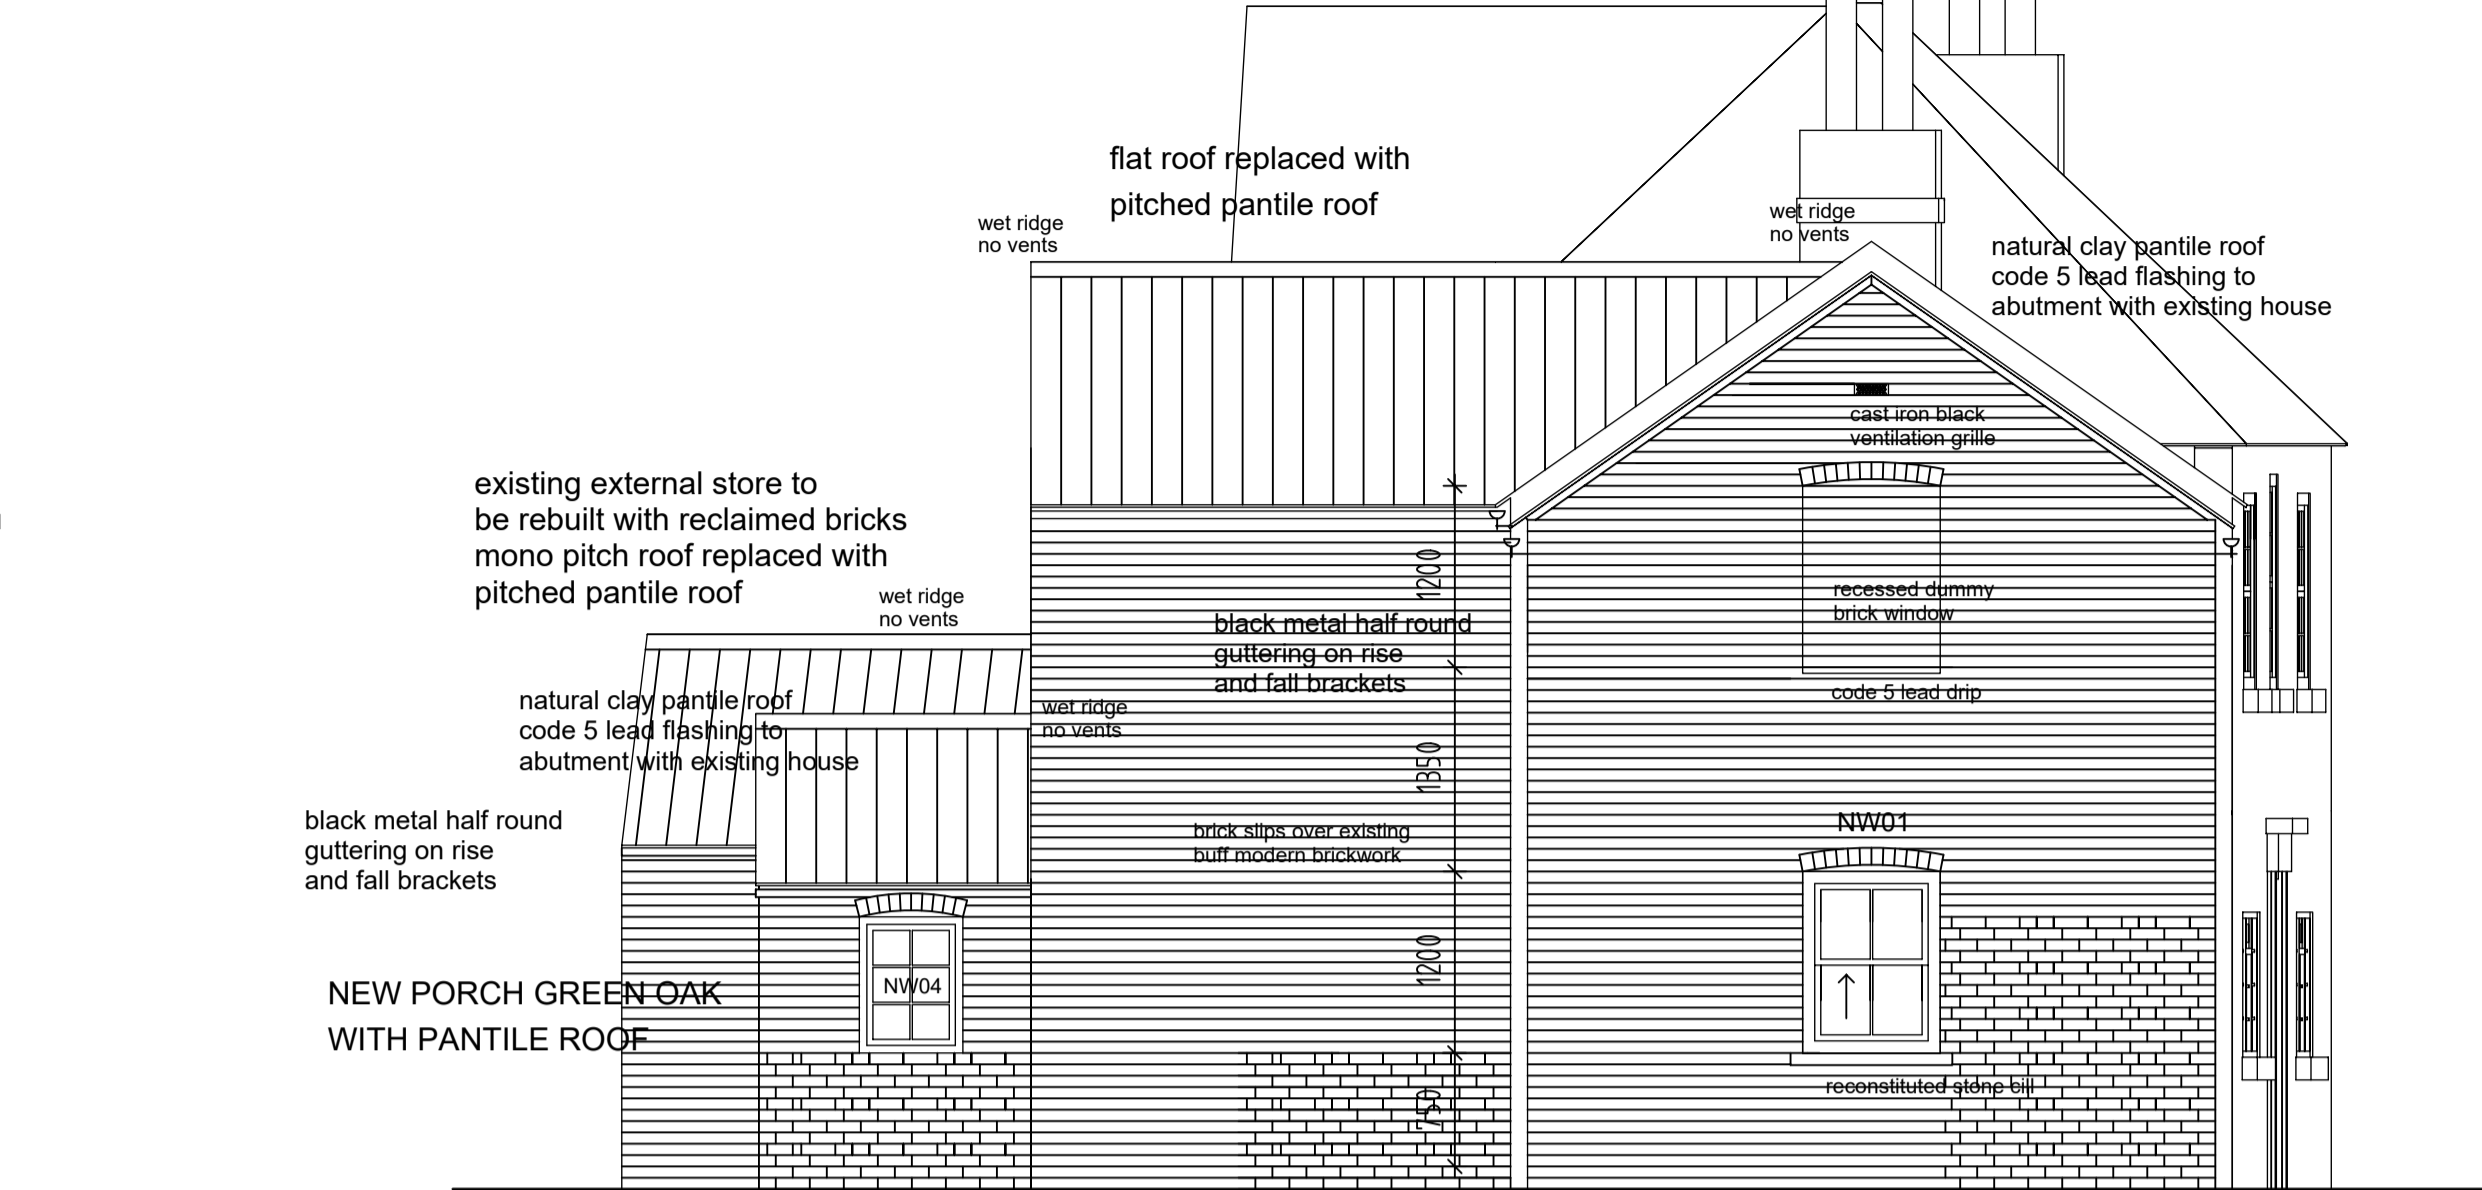 flat roof replaced with
pitched pantile roof
wet ridge
no vents
wet ridge
no vents
natural clay pantile roof
code 5 lead flashing to
abutment with existing house
cast iron black
ventilation grille
existing external store to
be rebuilt with reclaimed bricks
mono pitch roof replaced with
pitched pantile roof
wet ridge
no vents
1200
recessed dummy
brick window
black metal half round
guttering on rise
and fall brackets
code 5 lead drip
natural clay pantile roof
code 5 lead flashing to
abutment with existing house
wet ridge
no vents
1350
black metal half round
guttering on rise
and fall brackets
brick slips over existing
buff modern brickwork
NW01
1200
NEW PORCH GREEN OAK
WITH PANTILE ROOF
NW04
750
reconstituted stone cill